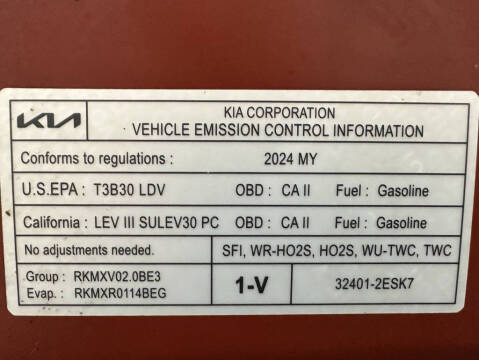 KIA KIA CORPORATION
VEHICLE EMISSION CONTROL INFORMATION
Conforms to regulations : 2024 MY
U.S.EPA : T3B30 LDV OBD : CA II Fuel : Gasoline
California : LEV III SULEV30 PC OBD : CA II Fuel : Gasoline
No adjustments needed. SFI, WR-HO2S, HO2S, WU-TWC, TWC
Group : RKMXV02.0BE3
Evap. : RKMXR0114BEG
1-V 32401-2ESK7